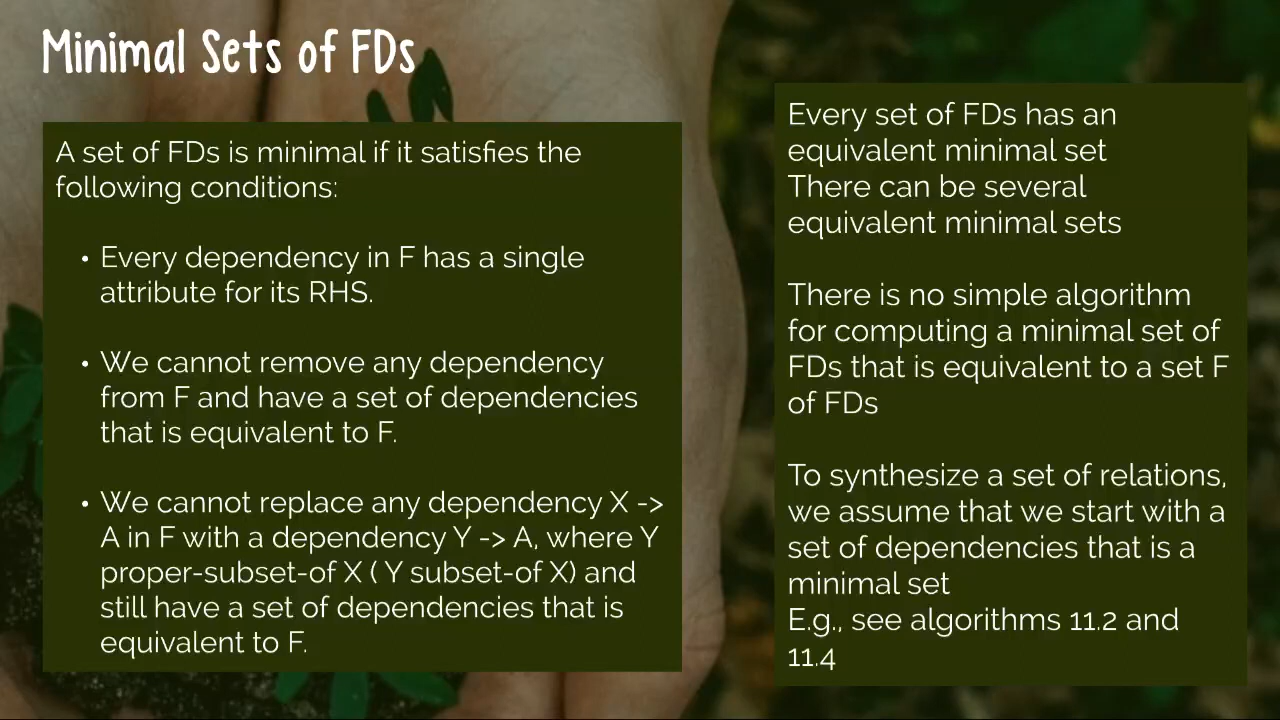 Minimal Sets of FDs
A set of FDs is minimal if it satisfies the
following conditions:
• Every dependency in F has a single
attribute for its RHS.
• We cannot remove any dependency
from F and have a set of dependencies
that is equivalent to F.
• We cannot replace any dependency X ->
A in F with a dependency Y -> A, where Y
proper-subset-of X ( Y subset-of X) and
still have a set of dependencies that is
equivalent to F.
Every set of FDs has an
equivalent minimal set
There can be several
equivalent minimal sets
There is no simple algorithm
for computing a minimal set of
FDs that is equivalent to a set F
of FDs
To synthesize a set of relations,
we assume that we start with a
set of dependencies that is a
minimal set
E.g., see algorithms 11.2 and
11.4